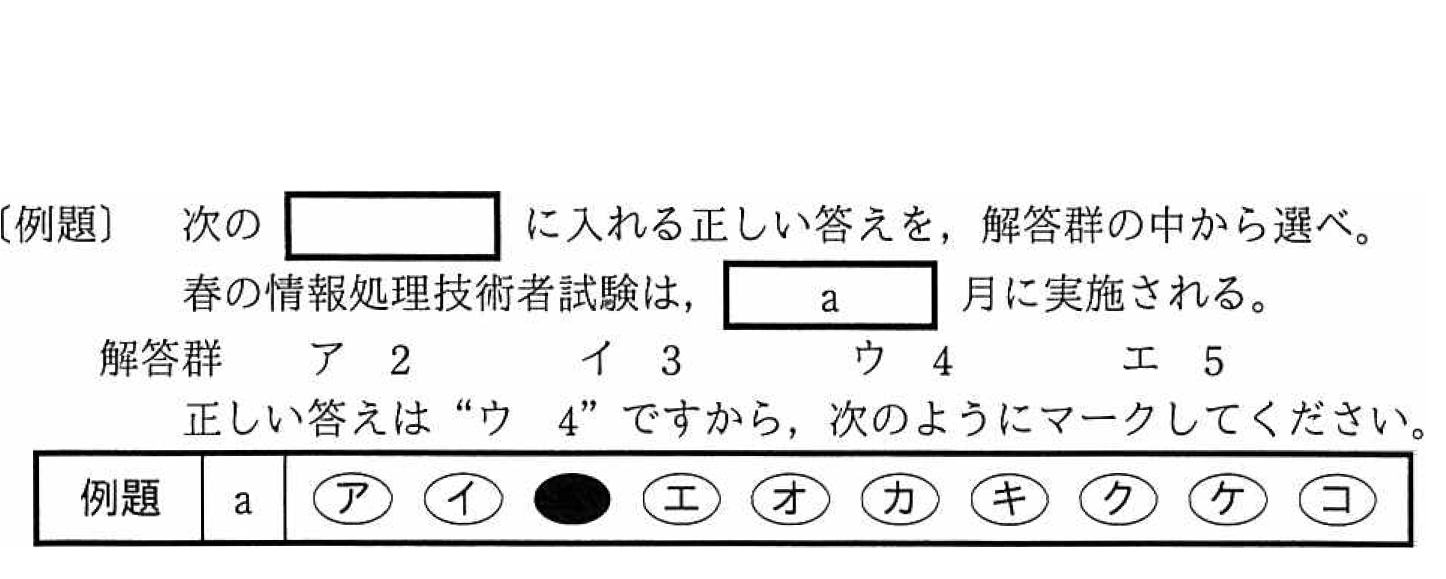 〔例題〕 次の に入れる正しい答えを，解答群の中から選べ。
春の情報処理技術者試験は， a 月に実施される。
解答群 ア 2 イ 3 ウ 4 エ 5
正しい答えは“ウ 4”ですから，次のようにマークしてください。
例題 a ア イ エ オ カ キ ク ケ コ